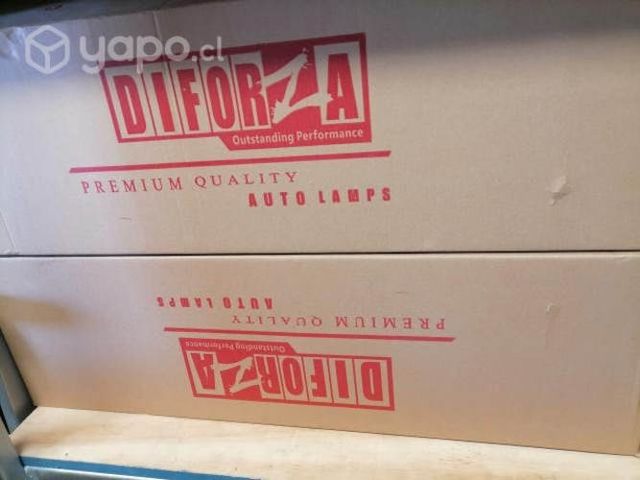 yapo.cl
DIFORZA
Outstanding Performance
PREMIUM QUALITY
AUTO LAMPS
DIFORZA
Outstanding Performance
PREMIUM QUALITY
AUTO LAMPS